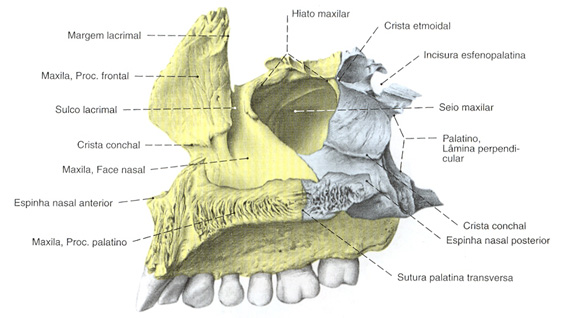 Hiato maxilar
Margem lacrimal
Crista etmoidal
Incisura esfenopalatina
Maxila, Proc. frontal
Sulco lacrimal
Seio maxilar
Crista conchal
Palatino,
Lâmina perpendi-
cular
Maxila, Face nasal
Espinha nasal anterior
Crista conchal
Maxila, Proc. palatino
Espinha nasal posterior
Sutura palatina transversa